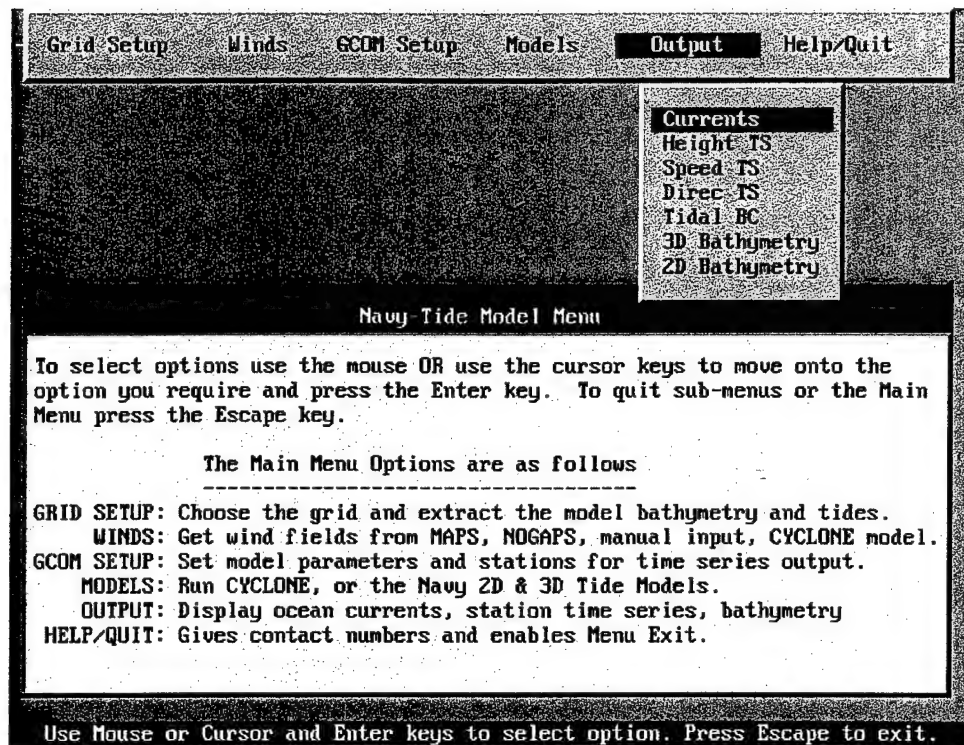 Grid Setup Winds GCOM Setup Models Output Help/Quit
Currents
Height TS
Speed TS
Direc TS
Tidal BC
3D Bathymetry
2D Bathymetry
Navy-Tide Model Menu
To select options use the mouse OR use the cursor keys to move onto the
option you require and press the Enter key. To quit sub-menus or the Main
Menu press the Escape key.
The Main Menu Options are as follows
------------------------------------
GRID SETUP: Choose the grid and extract the model bathymetry and tides.
WINDS: Get wind fields from MAPS, NOGAPS, manual input, CYCLONE model.
GCOM SETUP: Set model parameters and stations for time series output.
MODELS: Run CYCLONE, or the Navy 2D & 3D Tide Models.
OUTPUT: Display ocean currents, station time series, bathymetry
HELP/QUIT: Gives contact numbers and enables Menu Exit.
Use Mouse or Cursor and Enter keys to select option. Press Escape to exit.